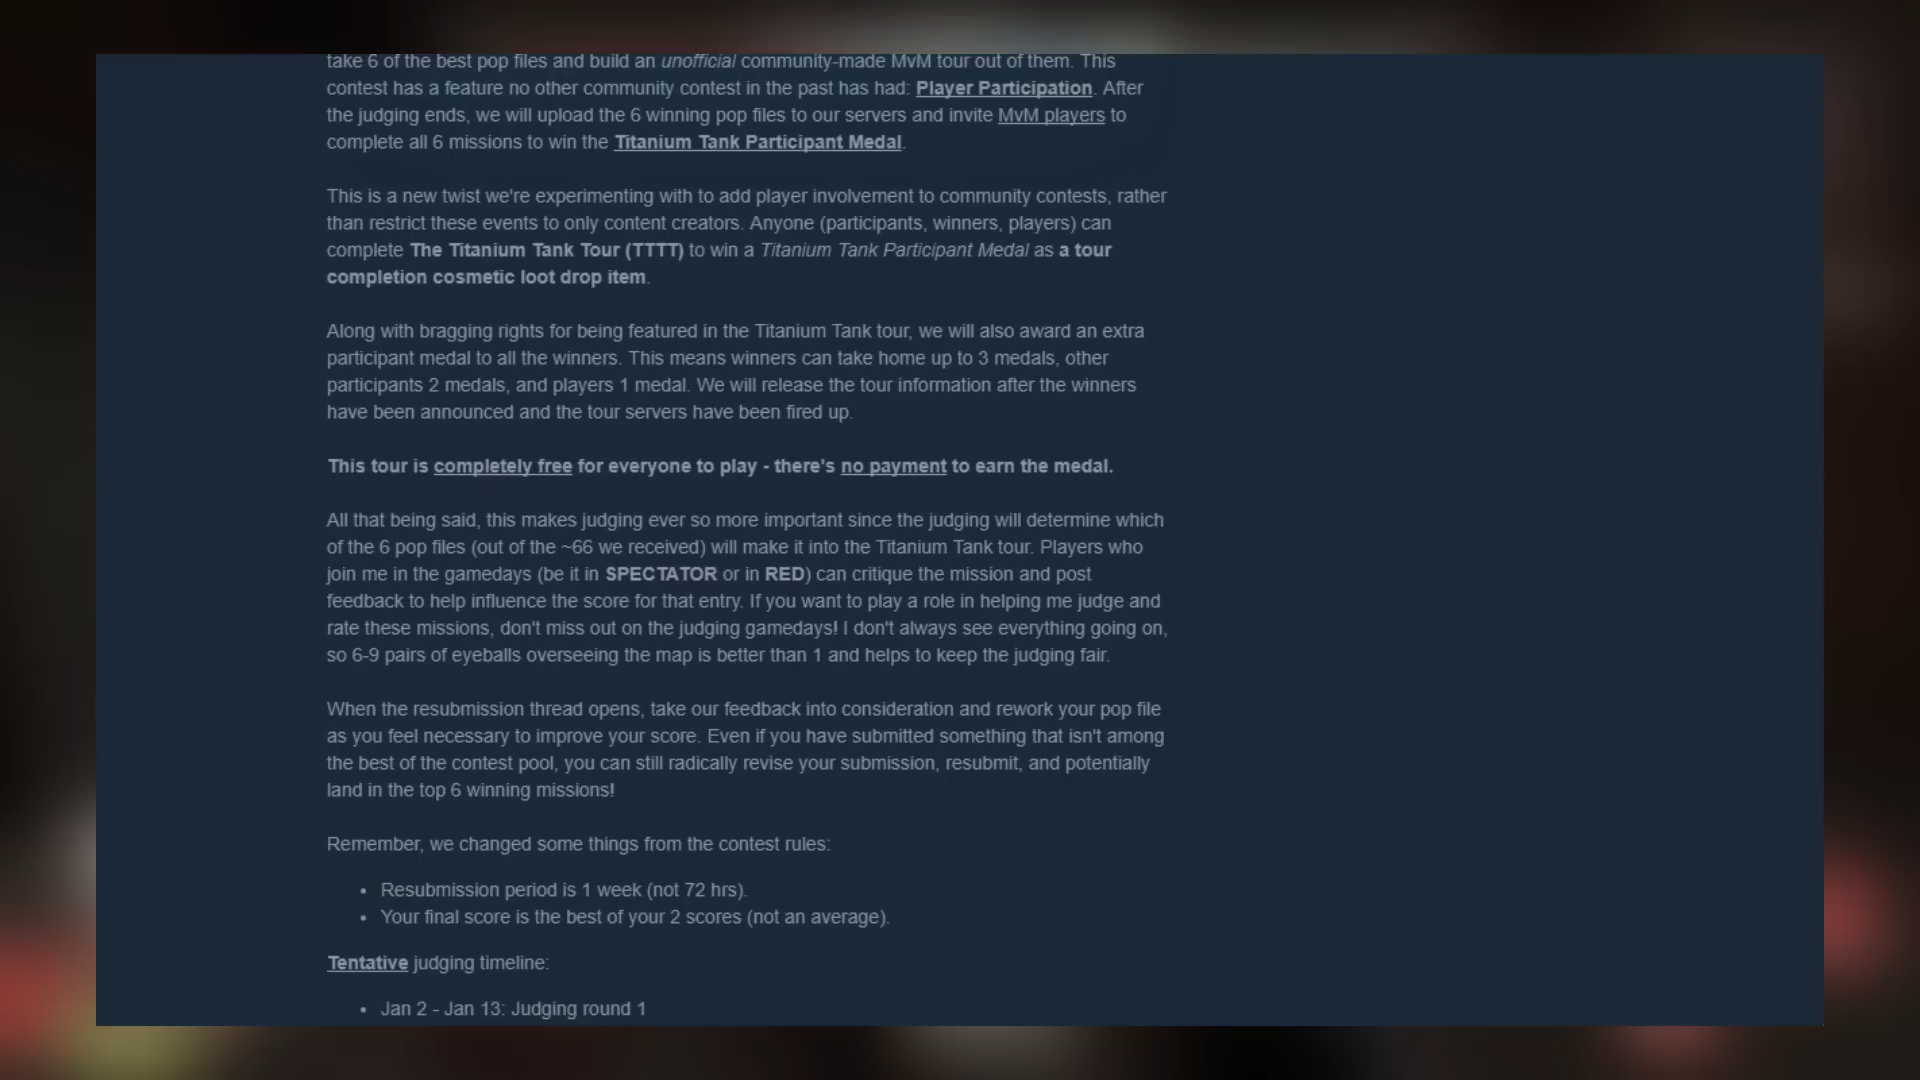 take 6 of the best pop files and build an unofficial community-made MvM tour out of them. This
contest has a feature no other community contest in the past has had: Player Participation. After
the judging ends, we will upload the 6 winning pop files to our servers and invite MvM players to
complete all 6 missions to win the Titanium Tank Participant Medal.
This is a new twist we're experimenting with to add player involvement to community contests, rather
than restrict these events to only content creators. Anyone (participants, winners, players) can
complete The Titanium Tank Tour (TTTT) to win a Titanium Tank Participant Medal as a tour
completion cosmetic loot drop item.
Along with bragging rights for being featured in the Titanium Tank tour, we will also award an extra
participant medal to all the winners. This means winners can take home up to 3 medals, other
participants 2 medals, and players 1 medal. We will release the tour information after the winners
have been announced and the tour servers have been fired up.
This tour is completely free for everyone to play - there's no payment to earn the medal.
All that being said, this makes judging ever so more important since the judging will determine which
of the 6 pop files (out of the ~66 we received) will make it into the Titanium Tank tour. Players who
join me in the gamedays (be it in SPECTATOR or in RED) can critique the mission and post
feedback to help influence the score for that entry. If you want to play a role in helping me judge and
rate these missions, don't miss out on the judging gamedays! I don't always see everything going on,
so 6-9 pairs of eyeballs overseeing the map is better than 1 and helps to keep the judging fair.
When the resubmission thread opens, take our feedback into consideration and rework your pop file
as you feel necessary to improve your score. Even if you have submitted something that isn't among
the best of the contest pool, you can still radically revise your submission, resubmit, and potentially
land in the top 6 winning missions!
Remember, we changed some things from the contest rules:
• Resubmission period is 1 week (not 72 hrs).
• Your final score is the best of your 2 scores (not an average).
Tentative judging timeline:
• Jan 2 - Jan 13: Judging round 1